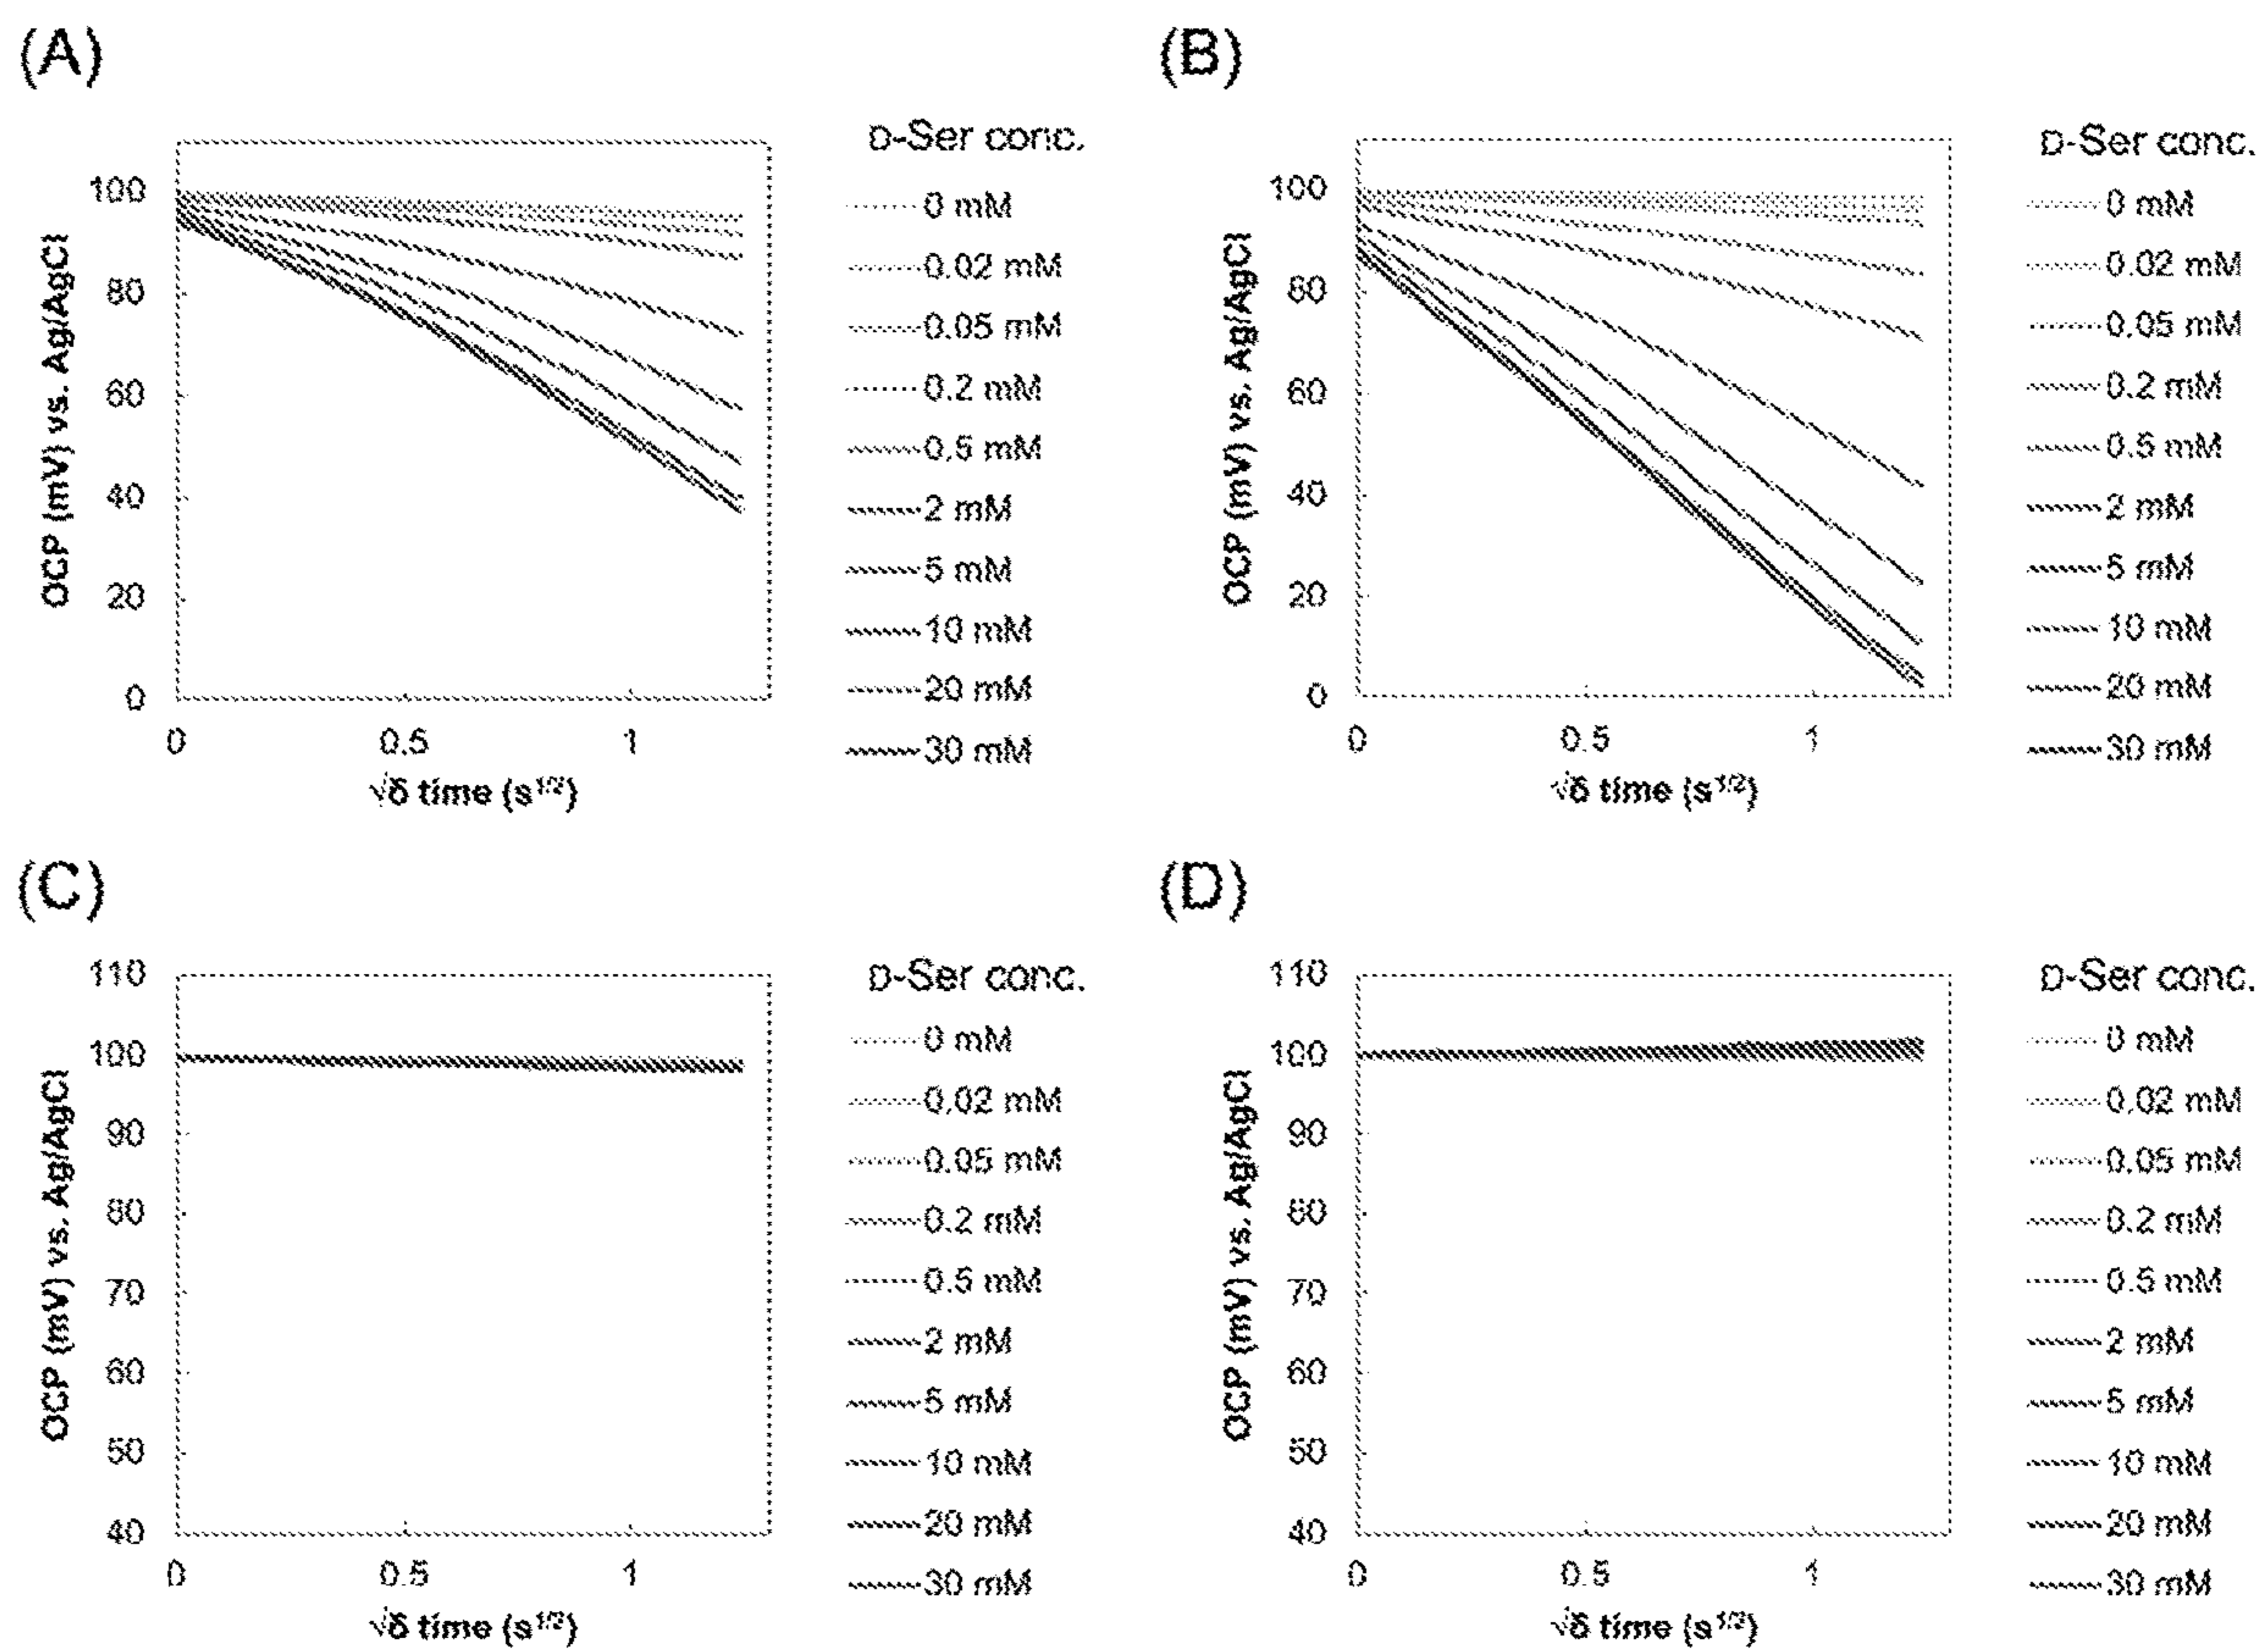 (A)
D-Ser conc.
100
80
60
40
20
0
OCP (mV) vs. Ag/AgCl
0 0.5 1
√δ time (s1/2)
0 mM
0.02 mM
0.05 mM
0.2 mM
0.5 mM
2 mM
5 mM
10 mM
20 mM
30 mM
(B)
D-Ser conc.
100
80
60
40
20
0
OCP (mV) vs. Ag/AgCl
0 0.5 1
√δ time (s1/2)
0 mM
0.02 mM
0.05 mM
0.2 mM
0.5 mM
2 mM
5 mM
10 mM
20 mM
30 mM
(C)
D-Ser conc.
110
100
90
80
70
60
50
40
OCP (mV) vs. Ag/AgCl
0 0.5 1
√δ time (s1/2)
0 mM
0.02 mM
0.05 mM
0.2 mM
0.5 mM
2 mM
5 mM
10 mM
20 mM
30 mM
(D)
D-Ser conc.
110
100
90
80
70
60
50
40
OCP (mV) vs. Ag/AgCl
0 0.5 1
√δ time (s1/2)
0 mM
0.02 mM
0.05 mM
0.2 mM
0.5 mM
2 mM
5 mM
10 mM
20 mM
30 mM